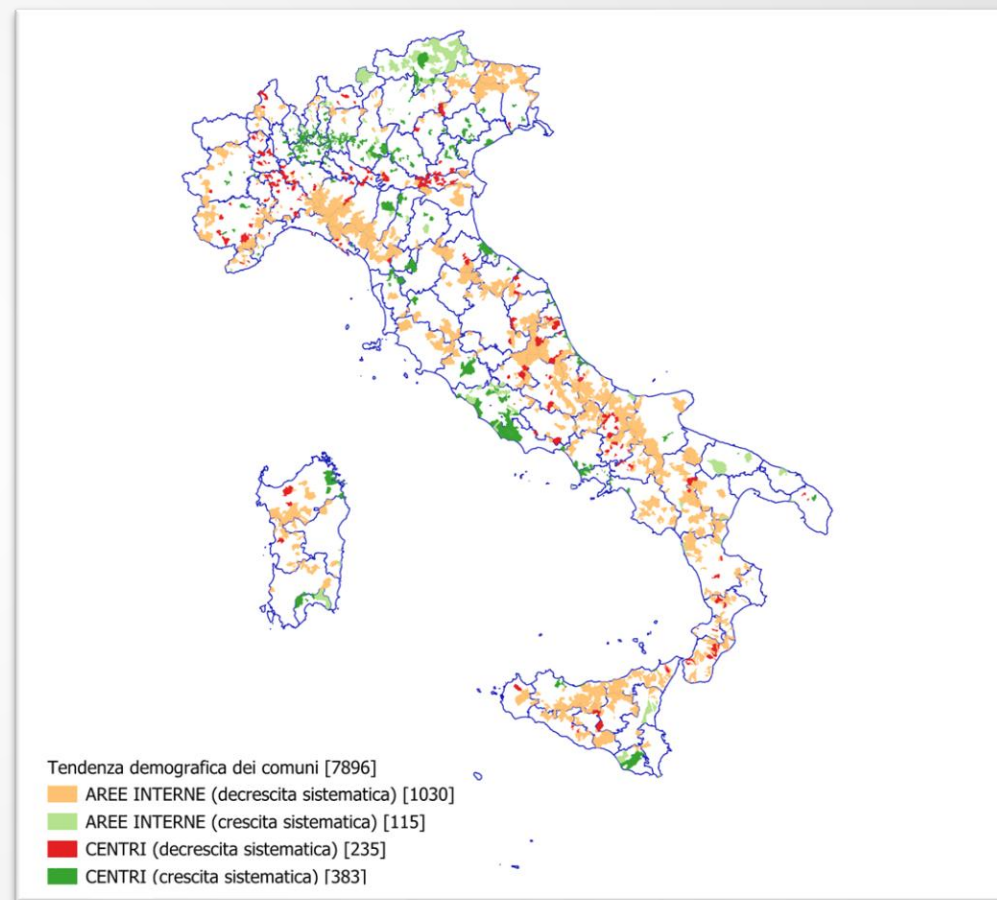 Tendenza demografica dei comuni [7896]
AREE INTERNE (decrescita sistematica) [1030]
AREE INTERNE (crescita sistematica) [115]
CENTRI (decrescita sistematica) [235]
CENTRI (crescita sistematica) [383]